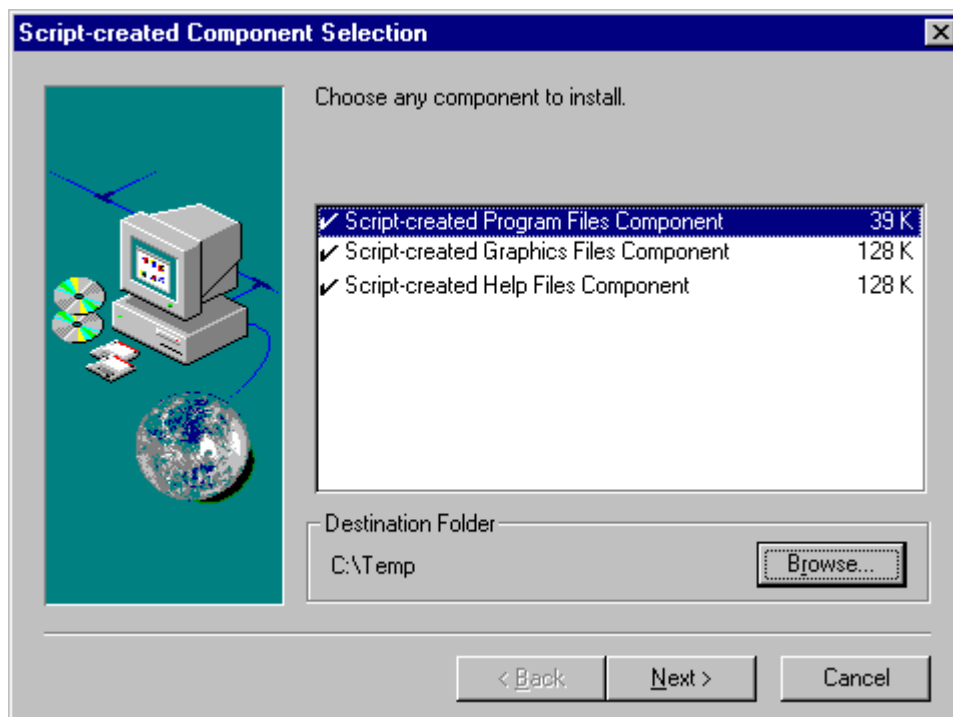 Script-created Component Selection
Choose any component to install.
Script-created Program Files Component 39 K
Script-created Graphics Files Component 128 K
Script-created Help Files Component 128 K
Destination Folder
C:\Temp
Browse...
< Back Next > Cancel